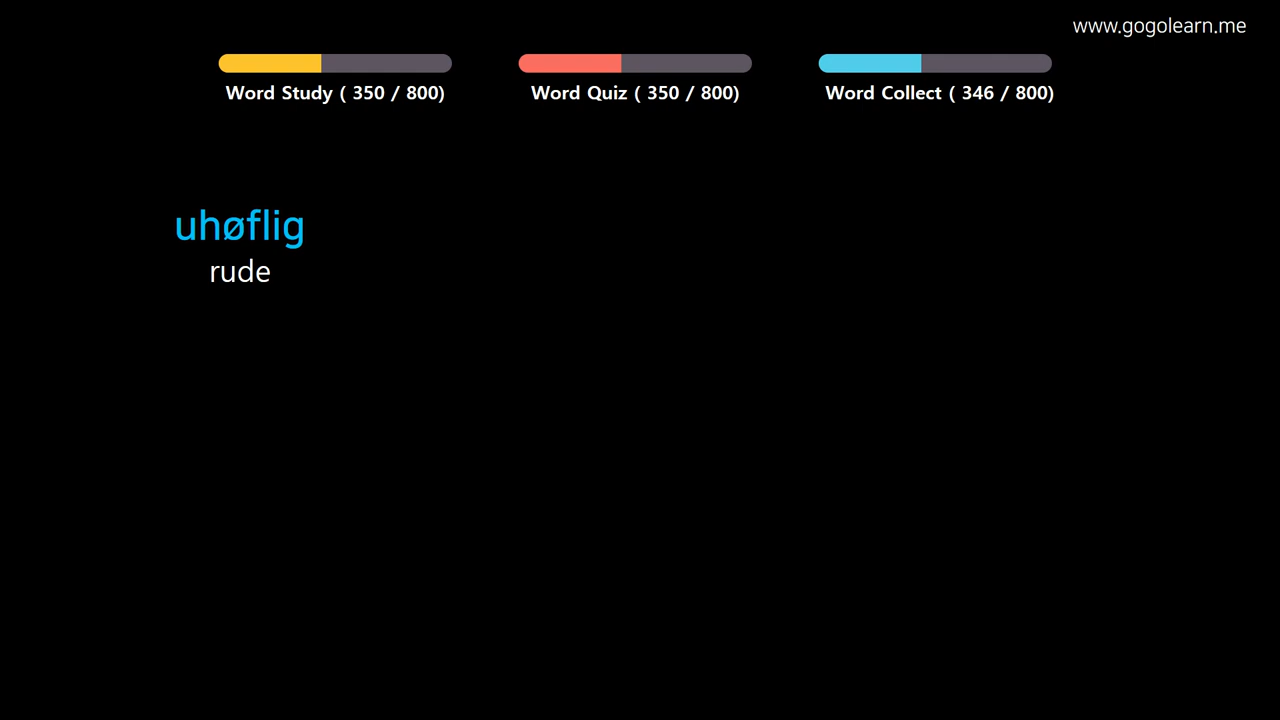 www.gogolearn.me
Word Study ( 350 / 800)
Word Quiz ( 350 / 800)
Word Collect ( 346 / 800)
uhøflig
rude